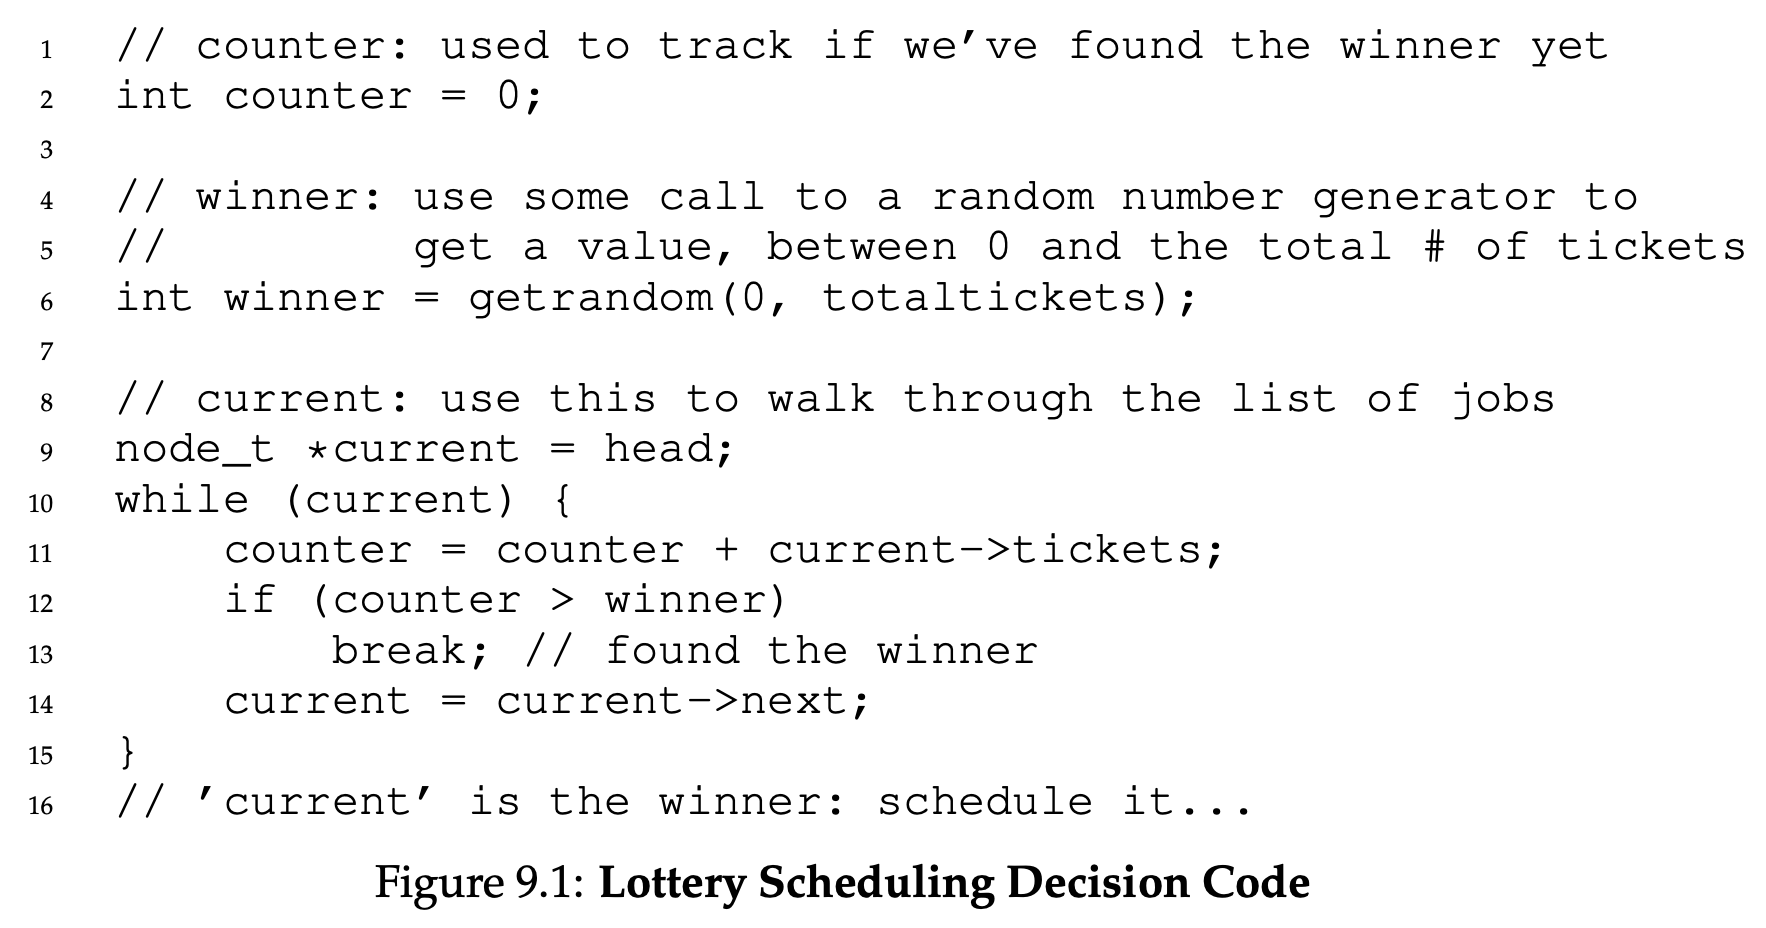 1 // counter: used to track if we’ve found the winner yet
2 int counter = 0;
3
4 // winner: use some call to a random number generator to
5 //         get a value, between 0 and the total # of tickets
6 int winner = getrandom(0, totaltickets);
7
8 // current: use this to walk through the list of jobs
9 node_t *current = head;
10 while (current) {
11     counter = counter + current->tickets;
12     if (counter > winner)
13         break; // found the winner
14     current = current->next;
15 }
16 // ’current’ is the winner: schedule it...
Figure 9.1: Lottery Scheduling Decision Code